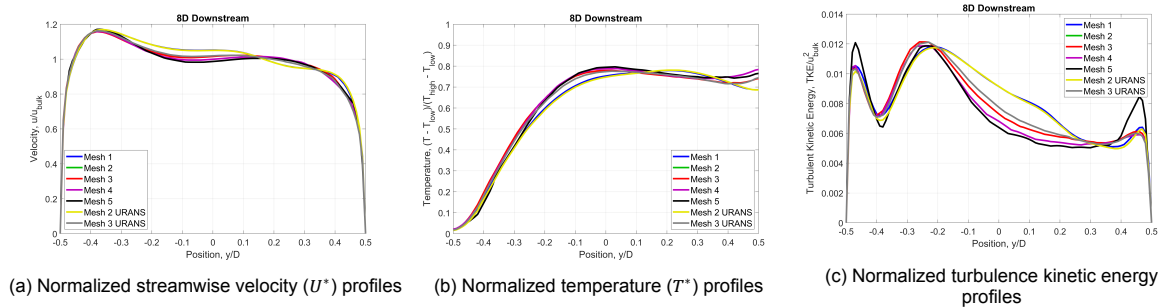 8D Downstream
Velocity, u/u_bulk
1.2
1
0.8
0.6
0.4
0.2
0
Mesh 1
Mesh 2
Mesh 3
Mesh 4
Mesh 5
Mesh 2 URANS
Mesh 3 URANS
-0.5 -0.4 -0.3 -0.2 -0.1 0 0.1 0.2 0.3 0.4 0.5
Position, y/D
(a) Normalized streamwise velocity (U*) profiles
8D Downstream
Temperature, (T - T_low)/(T_high - T_low)
1
0.9
0.8
0.7
0.6
0.5
0.4
0.3
0.2
0.1
0
Mesh 1
Mesh 2
Mesh 3
Mesh 4
Mesh 5
Mesh 2 URANS
Mesh 3 URANS
-0.5 -0.4 -0.3 -0.2 -0.1 0 0.1 0.2 0.3 0.4 0.5
Position, y/D
(b) Normalized temperature (T*) profiles
8D Downstream
Turbulent Kinetic Energy, TKE/u²_bulk
0.014
0.012
0.01
0.008
0.006
0.004
0.002
0
Mesh 1
Mesh 2
Mesh 3
Mesh 4
Mesh 5
Mesh 2 URANS
Mesh 3 URANS
-0.5 -0.4 -0.3 -0.2 -0.1 0 0.1 0.2 0.3 0.4 0.5
Position, y/D
(c) Normalized turbulence kinetic energy
profiles